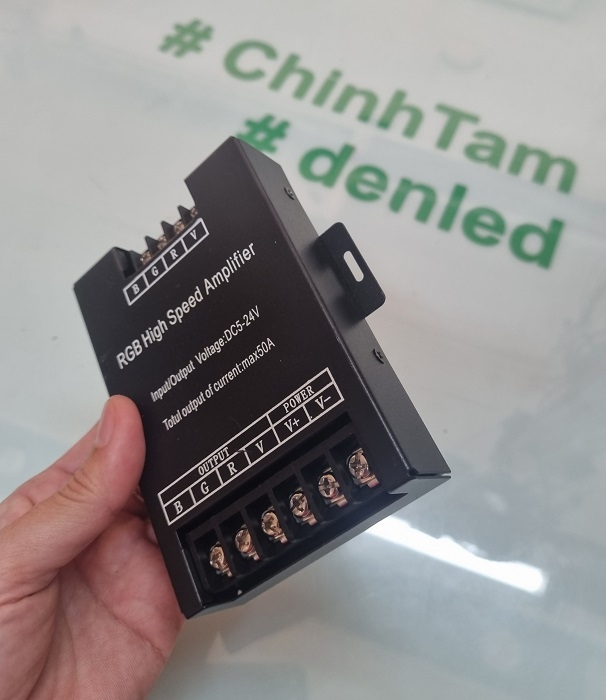 # ChinhTam
# denled
B G R V
RGB High Speed Amplifier
Input/Output Voltage:DC5-24V
Totul output of current:max50A
OUTPUT POWER
B G R V V+ V-